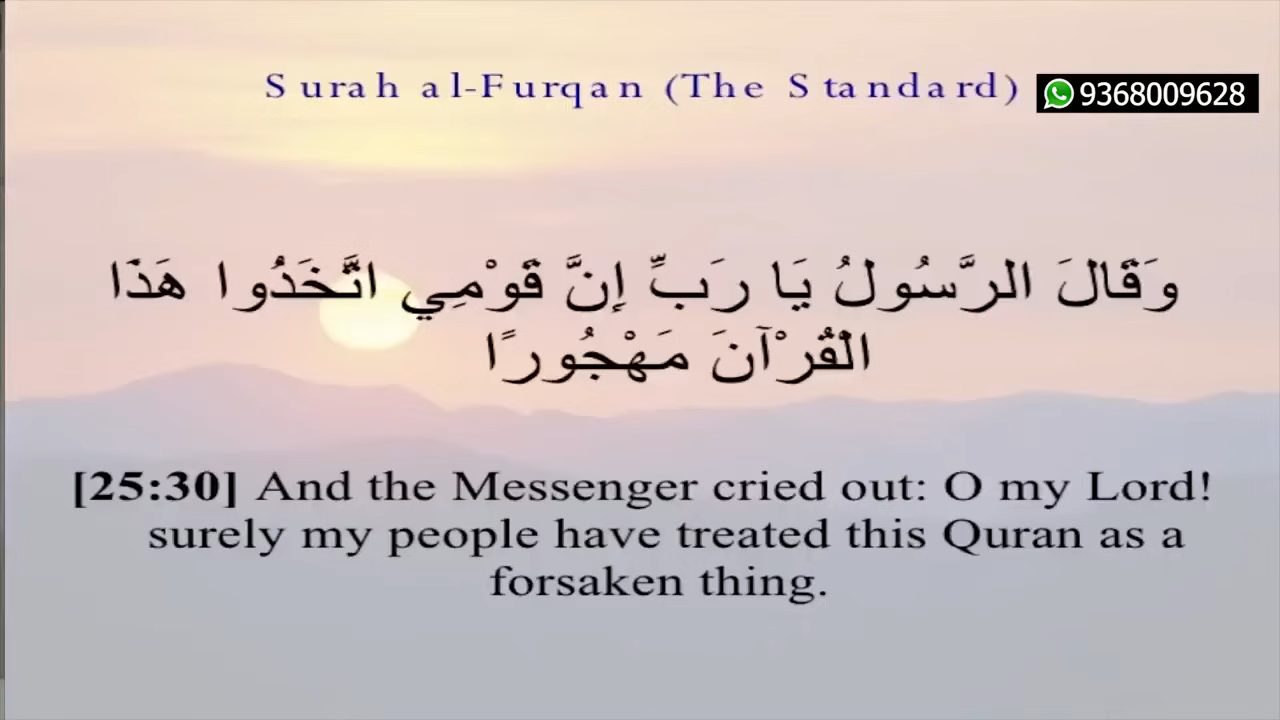 Surah al-Furqan (The Standard)
9368009628
وَقَالَ الرَّسُولُ يَا رَبِّ إِنَّ قَوْمِي اتَّخَذُوا هَذَا
الْقُرْآنَ مَهْجُورًا
[25:30] And the Messenger cried out: O my Lord!
surely my people have treated this Quran as a
forsaken thing.